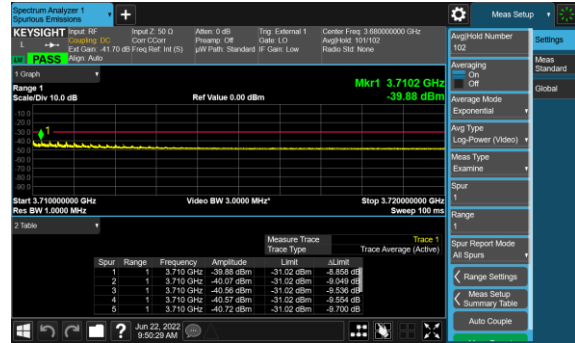 Spectrum Analyzer 1
Spurious Emissions
Meas Setup
KEYSIGHT Input: RF Input Z: 50 Ω Atten: 8 dB Trig: External 1 Center Freq: 3.680000000 GHz
L Coupling: DC Corr CCorr Preamp: Off Gate: LO Avg|Hold: 101/102
Ext Gain: -41.70 dB Freq Ref: Int (S) µW Path: Standard IF Gain: Low Radio Std: None
PASS Align: Auto
1 Graph
Range 1
Mkr1 3.7102 GHz
Scale/Div 10.0 dB Ref Value 0.00 dBm -39.88 dBm
-10.0
-20.0
-30.0
1
-40.0
-50.0
-60.0
-70.0
-80.0
-90.0
Start 3.710000000 GHz Video BW 3.0000 MHz* Stop 3.720000000 GHz
Res BW 1.0000 MHz Sweep 100 ms
2 Table
Measure Trace Trace 1
Trace Type Trace Average (Active)
Spur Range Frequency Amplitude Limit ΔLimit
1 1 3.710 GHz -39.88 dBm -31.02 dBm -8.858 dB
2 1 3.710 GHz -40.07 dBm -31.02 dBm -9.049 dB
3 1 3.710 GHz -40.56 dBm -31.02 dBm -9.536 dB
4 1 3.710 GHz -40.57 dBm -31.02 dBm -9.554 dB
5 1 3.710 GHz -40.72 dBm -31.02 dBm -9.700 dB
?
Jun 22, 2022
9:50:29 AM
Avg|Hold Number
102
Averaging
On
Off
Average Mode
Exponential
Avg Type
Log-Power (Video)
Meas Type
Examine
Spur
1
Range
1
Spur Report Mode
All Spurs
Range Settings
Meas Setup
Summary Table
Auto Couple
Settings
Meas
Standard
Global